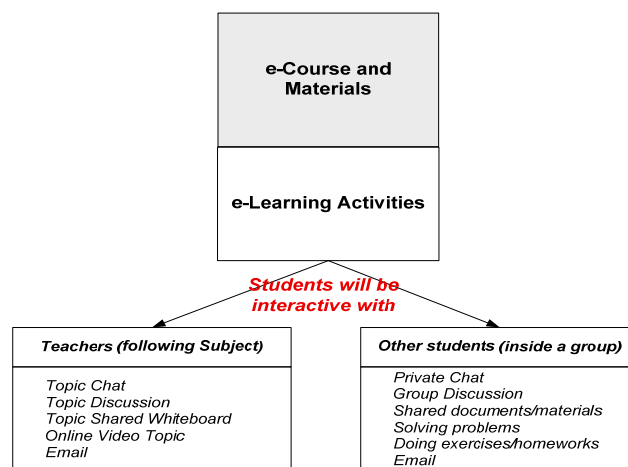 e-Course and
Materials
e-Learning Activities
Students will be
interactive with
Teachers (following Subject)
Topic Chat
Topic Discussion
Topic Shared Whiteboard
Online Video Topic
Email
Other students (inside a group)
Private Chat
Group Discussion
Shared documents/materials
Solving problems
Doing exercises/homeworks
Email